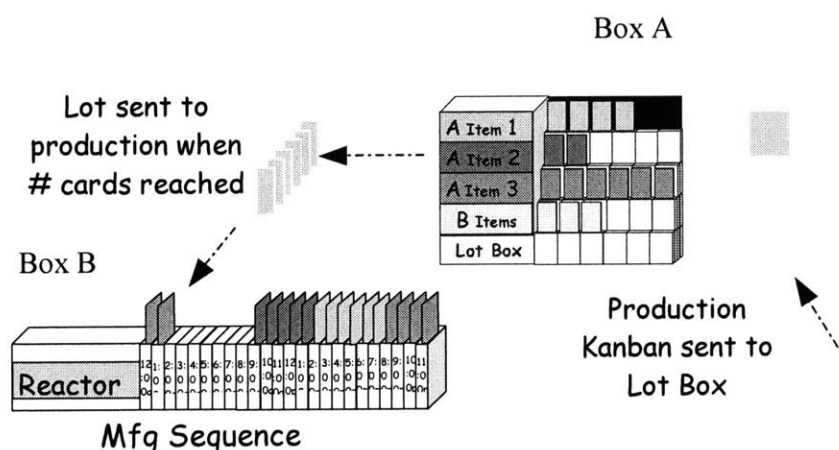 Box A
Lot sent to
production when
# cards reached
A Item 1
A Item 2
A Item 3
B Items
Lot Box
Box B
Production
Kanban sent to
Lot Box
Reactor
Mfg Sequence